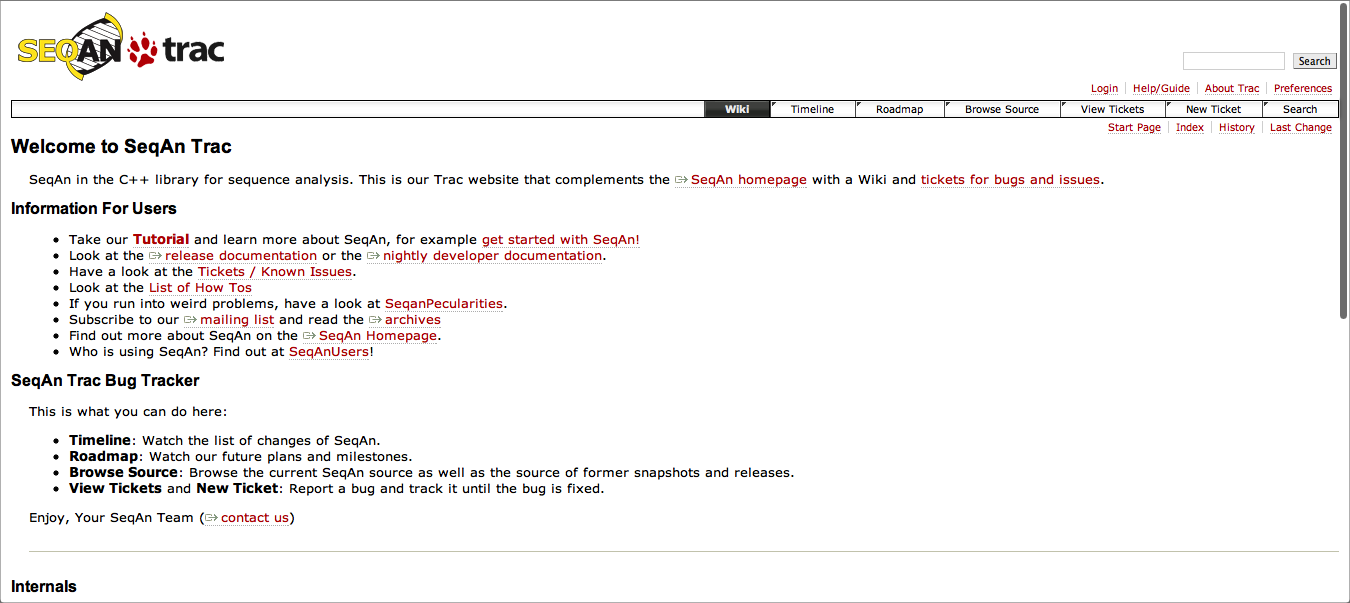 SEQAN trac
Search
Login Help/Guide About Trac Preferences
Wiki Timeline Roadmap Browse Source View Tickets New Ticket Search
Start Page Index History Last Change
Welcome to SeqAn Trac
SeqAn in the C++ library for sequence analysis. This is our Trac website that complements the SeqAn homepage with a Wiki and tickets for bugs and issues.
Information For Users
Take our Tutorial and learn more about SeqAn, for example get started with SeqAn!
Look at the release documentation or the nightly developer documentation.
Have a look at the Tickets / Known Issues.
Look at the List of How Tos
If you run into weird problems, have a look at SeqanPecularities.
Subscribe to our mailing list and read the archives
Find out more about SeqAn on the SeqAn Homepage.
Who is using SeqAn? Find out at SeqAnUsers!
SeqAn Trac Bug Tracker
This is what you can do here:
Timeline: Watch the list of changes of SeqAn.
Roadmap: Watch our future plans and milestones.
Browse Source: Browse the current SeqAn source as well as the source of former snapshots and releases.
View Tickets and New Ticket: Report a bug and track it until the bug is fixed.
Enjoy, Your SeqAn Team (contact us)
Internals